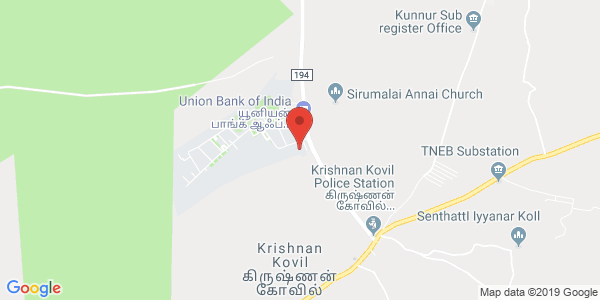 Kunnur Sub
register Office
194
Sirumalai Annai Church
Union Bank of India
யூனியன்
பாங்க் ஆஃப்...
TNEB Substation
Krishnan Kovil
Police Station
கிருஷ்ணன்
கோவில்...
Senthattl Iyyanar Koll
Krishnan
Kovil
கிருஷ்ணன்
கோவில்
Google
Map data ©2019 Google